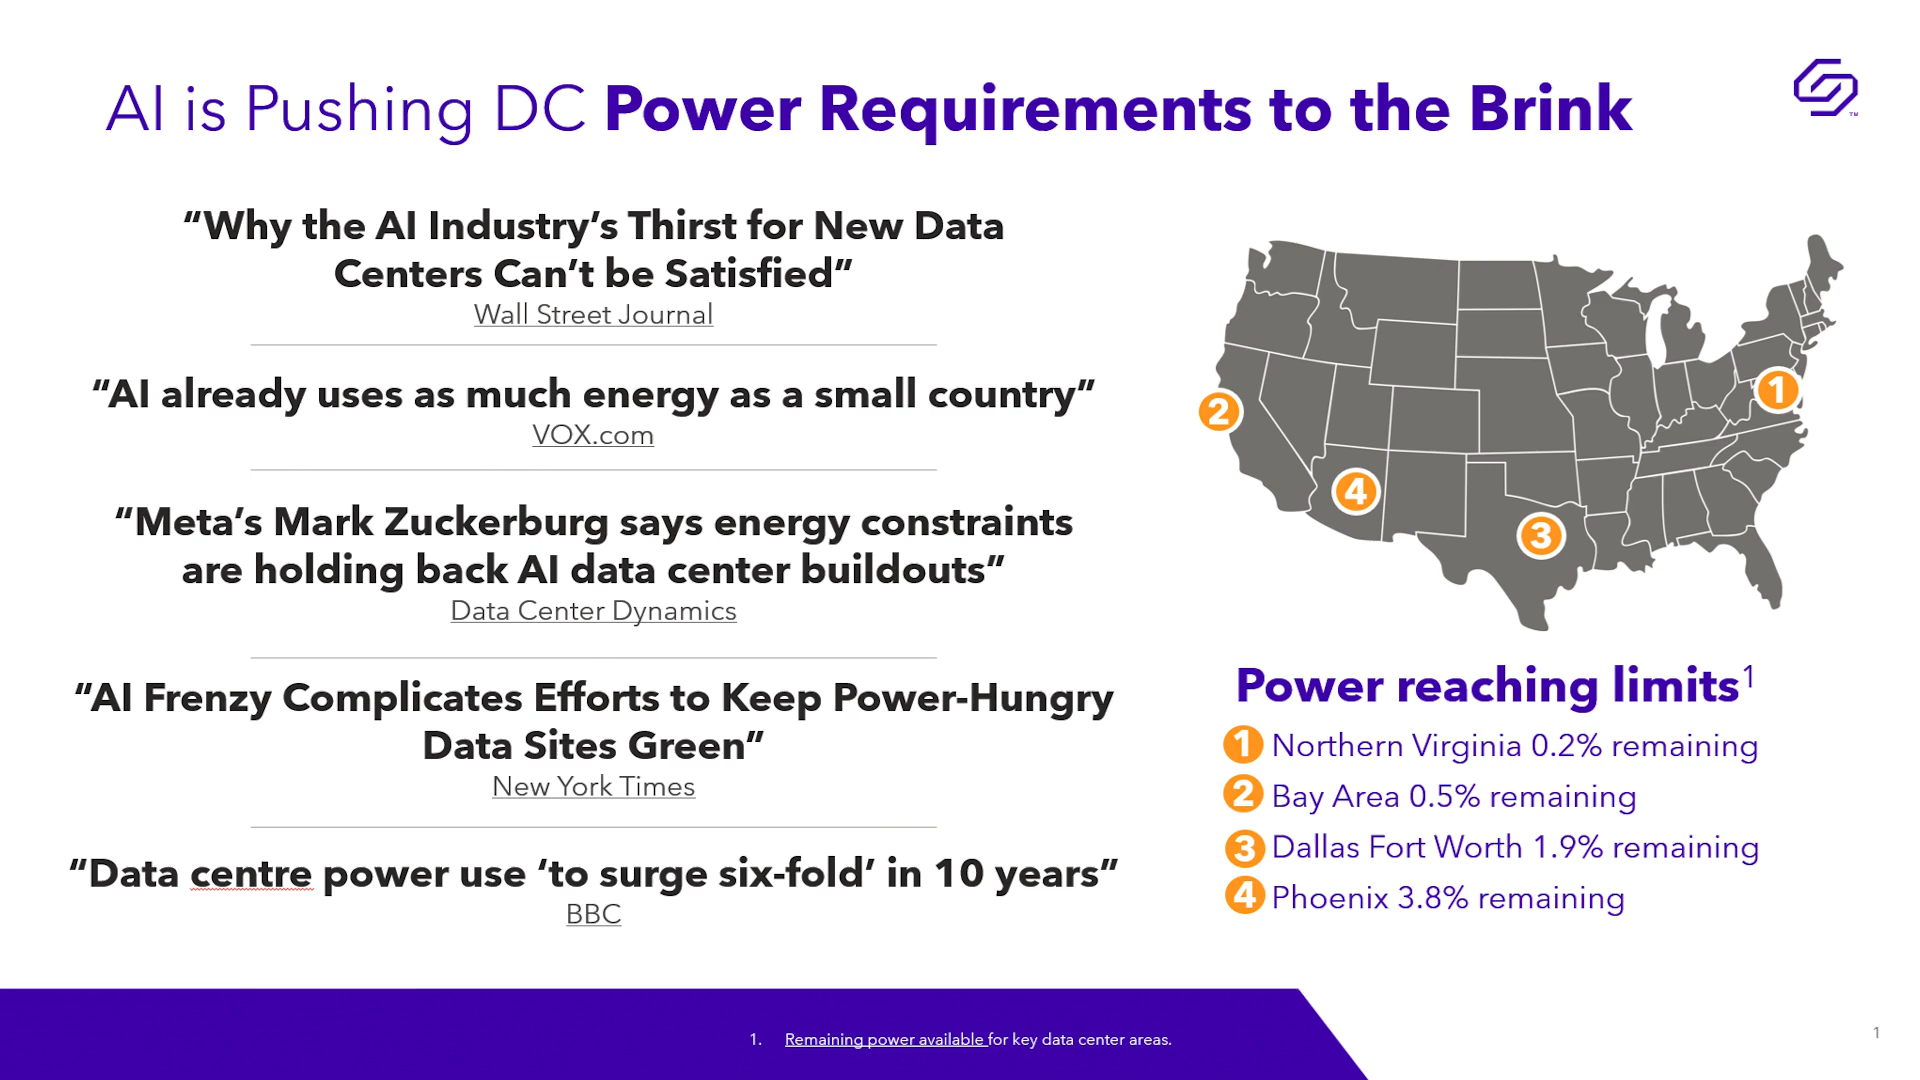 AI is Pushing DC Power Requirements to the Brink
“Why the AI Industry’s Thirst for New Data
Centers Can’t be Satisfied”
Wall Street Journal
“AI already uses as much energy as a small country”
VOX.com
“Meta’s Mark Zuckerburg says energy constraints
are holding back AI data center buildouts”
Data Center Dynamics
“AI Frenzy Complicates Efforts to Keep Power-Hungry
Data Sites Green”
New York Times
“Data centre power use ‘to surge six-fold’ in 10 years”
BBC
1
2
4
3
Power reaching limits1
1 Northern Virginia 0.2% remaining
2 Bay Area 0.5% remaining
3 Dallas Fort Worth 1.9% remaining
4 Phoenix 3.8% remaining
1. Remaining power available for key data center areas.
1
TM